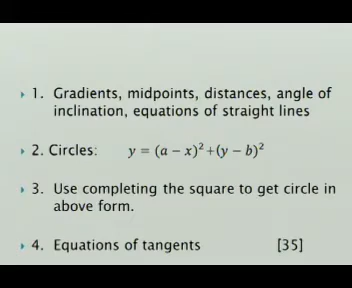 1. Gradients, midpoints, distances, angle of
inclination, equations of straight lines
2. Circles: y = (a − x)²+(y − b)²
3. Use completing the square to get circle in
above form.
4. Equations of tangents [35]